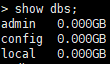 > show dbs;
admin   0.000GB
config  0.000GB
local   0.000GB